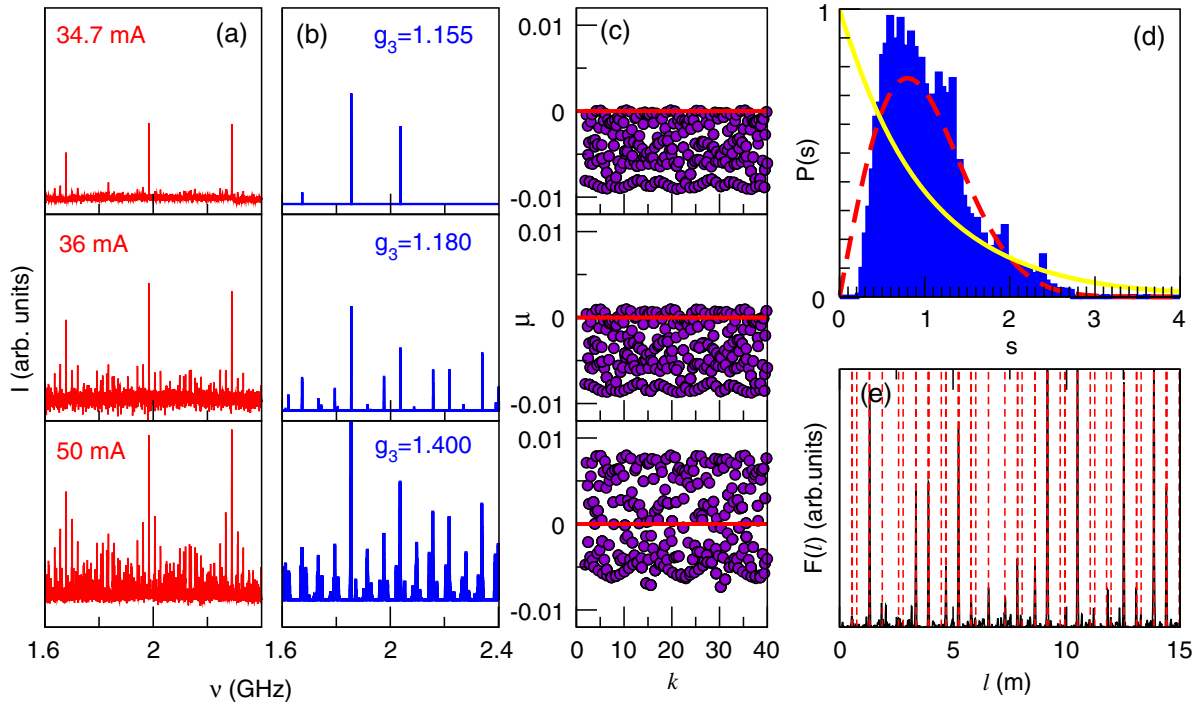 34.7 mA
(a)
(b)
g3=1.155
(c)
(d)
36 mA
g3=1.180
50 mA
g3=1.400
I (arb. units)
1.6
2
ν (GHz)
1.6
2
2.4
0.01
0
-0.01
0.01
0
-0.01
0.01
0
-0.01
μ
0
10
20
30
40
k
1
P(s)
0
0
1
2
3
4
s
(e)
F(l) (arb.units)
0
5
10
15
l (m)